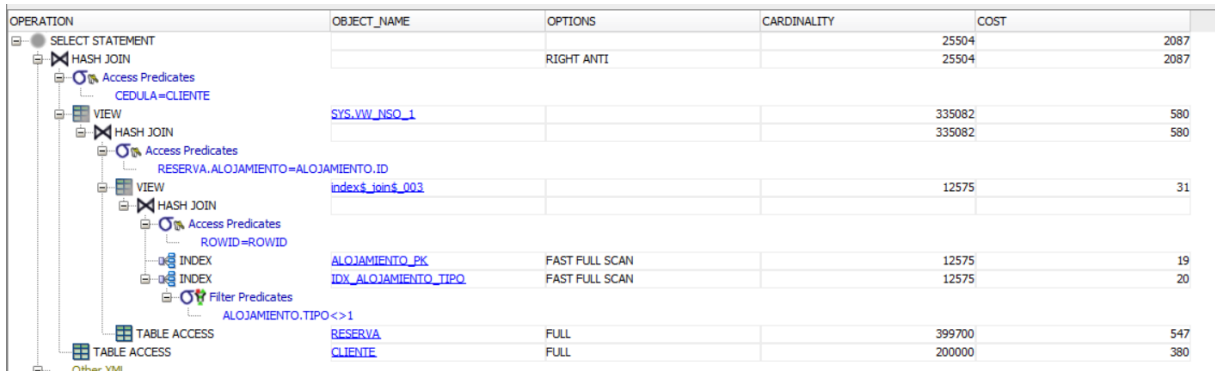 OPERATION OBJECT_NAME OPTIONS CARDINALITY COST
SELECT STATEMENT 25504 2087
HASH JOIN RIGHT ANTI 25504 2087
Access Predicates
CEDULA=CLIENTE
VIEW SYS.VW_NSO_1 335082 580
HASH JOIN 335082 580
Access Predicates
RESERVA.ALOJAMIENTO=ALOJAMIENTO.ID
VIEW index$_join$_003 12575 31
HASH JOIN
Access Predicates
ROWID=ROWID
INDEX ALOJAMIENTO_PK FAST FULL SCAN 12575 19
INDEX IDX_ALOJAMIENTO_TIPO FAST FULL SCAN 12575 20
Filter Predicates
ALOJAMIENTO.TIPO<>1
TABLE ACCESS RESERVA FULL 399700 547
TABLE ACCESS CLIENTE FULL 200000 380
Other XML